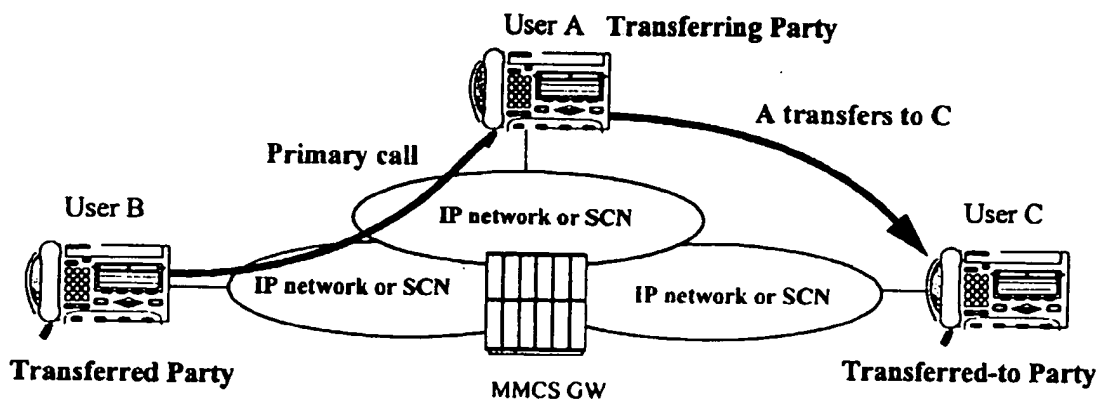 User A Transferring Party
A transfers to C
Primary call
User B
IP network or SCN
User C
IP network or SCN
IP network or SCN
Transferred Party
MMCS GW
Transferred-to Party